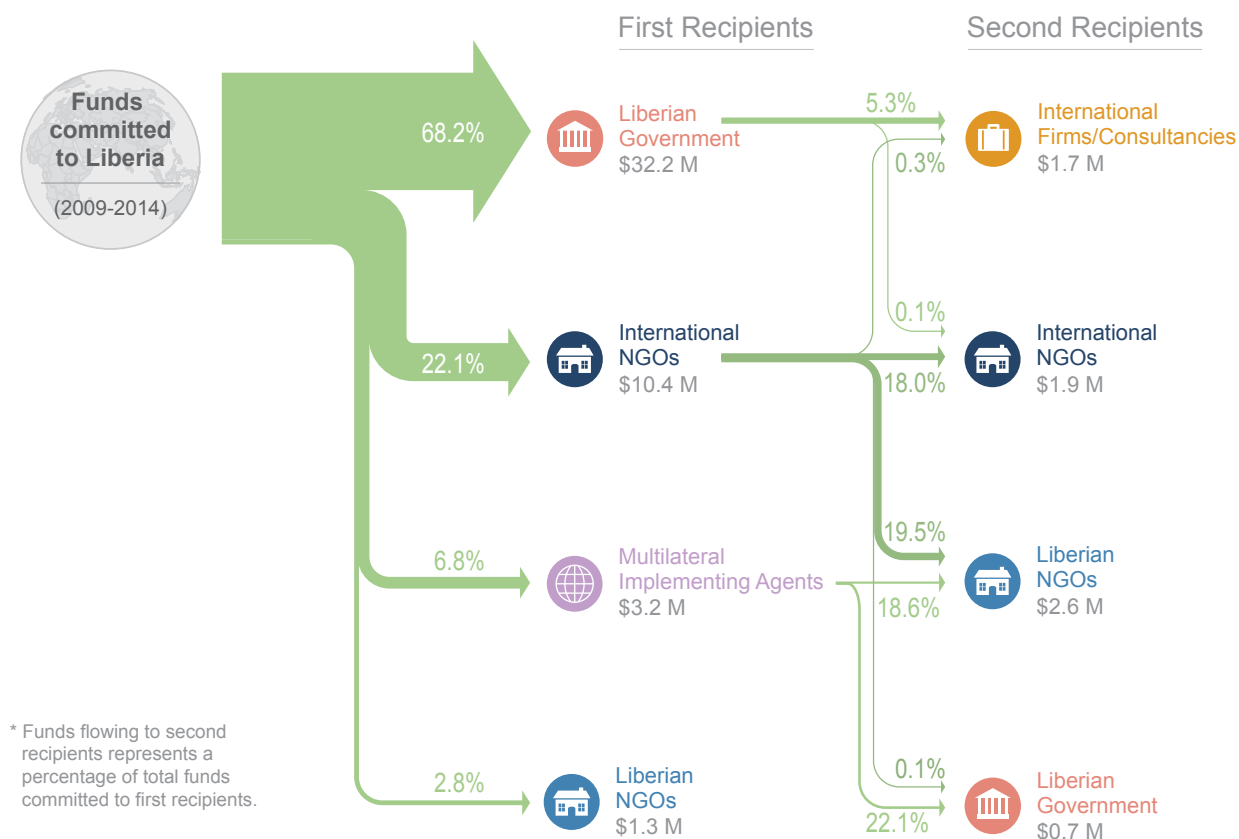 First Recipients
Second Recipients
Funds
committed
to Liberia
(2009-2014)
68.2%
Liberian
Government
$32.2 M
5.3%
0.3%
International
Firms/Consultancies
$1.7 M
22.1%
International
NGOs
$10.4 M
0.1%
18.0%
International
NGOs
$1.9 M
6.8%
Multilateral
Implementing Agents
$3.2 M
19.5%
18.6%
Liberian
NGOs
$2.6 M
2.8%
Liberian
NGOs
$1.3 M
0.1%
22.1%
Liberian
Government
$0.7 M
* Funds flowing to second
recipients represents a
percentage of total funds
committed to first recipients.